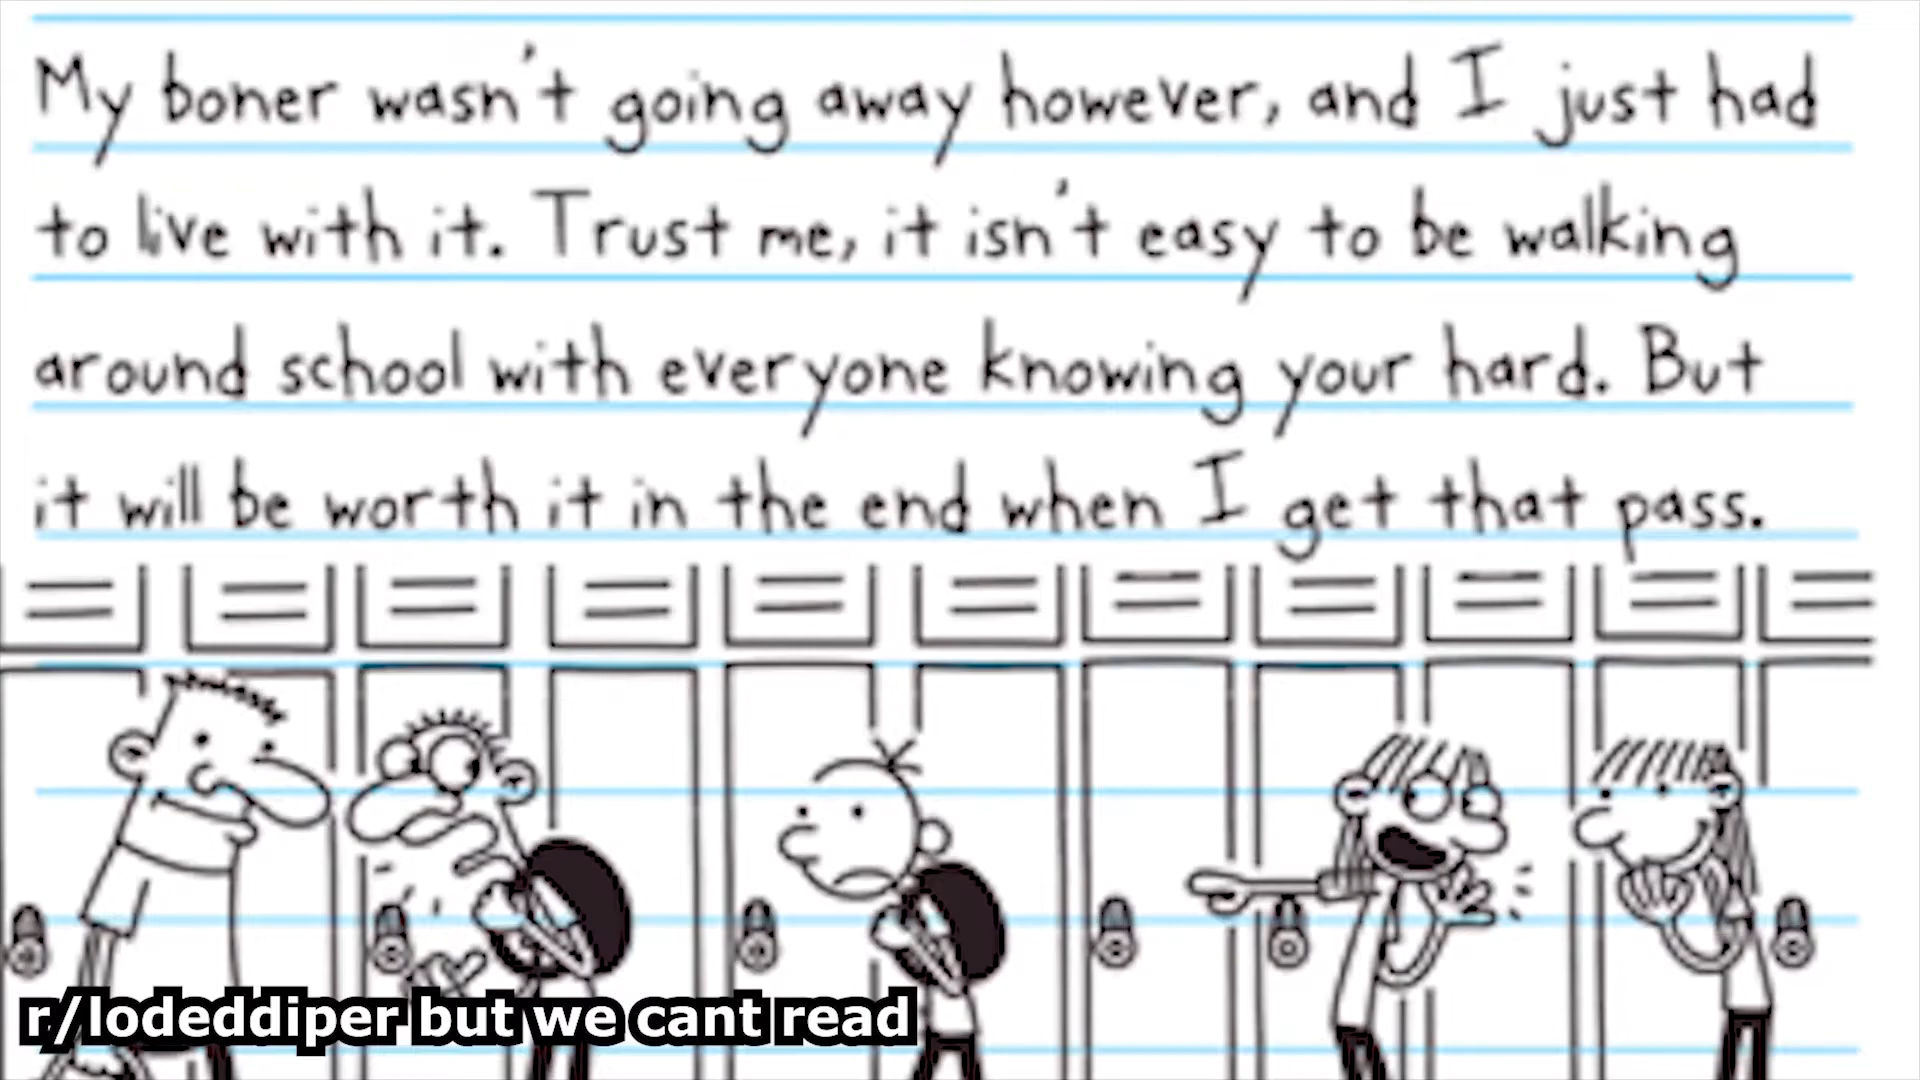 My boner wasn't going away however, and I just had
to live with it. Trust me, it isn't easy to be walking
around school with everyone knowing your hard. But
it will be worth it in the end when I get that pass.
r/lodeddiper but we cant read